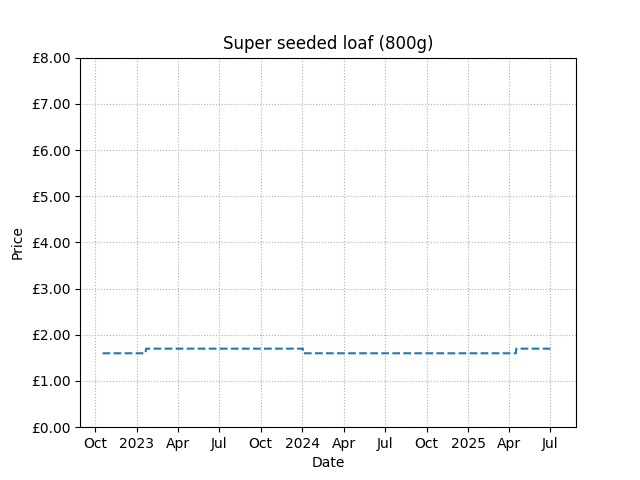 Super seeded loaf (800g)
£8.00
£7.00
£6.00
£5.00
£4.00
£3.00
£2.00
£1.00
£0.00
Price
Oct 2023 Apr Jul Oct 2024 Apr Jul Oct 2025 Apr Jul
Date